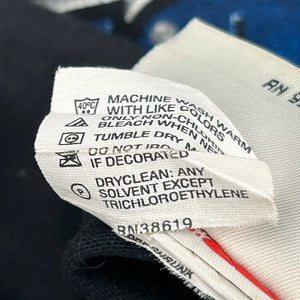 40°C MACHINE WASH WARM
WITH LIKE COLORS
ONLY NON-CHLORINE
BLEACH WHEN NE
TUMBLE DRY
DO NOT IRON
IF DECORATED
DRYCLEAN: ANY
SOLVENT EXCEPT
TRICHLOROETHYLENE
RN38619
RN